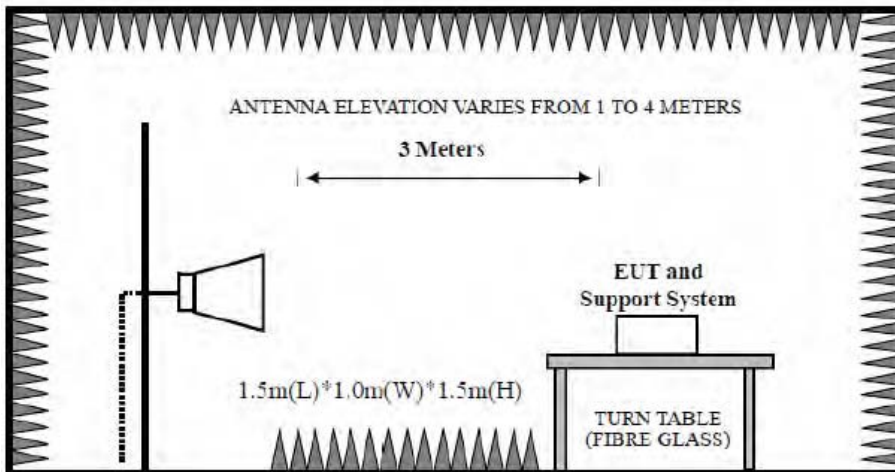 ANTENNA ELEVATION VARIES FROM 1 TO 4 METERS
3 Meters
EUT and
Support System
1.5m(L)*1.0m(W)*1.5m(H)
TURN TABLE
(FIBRE GLASS)